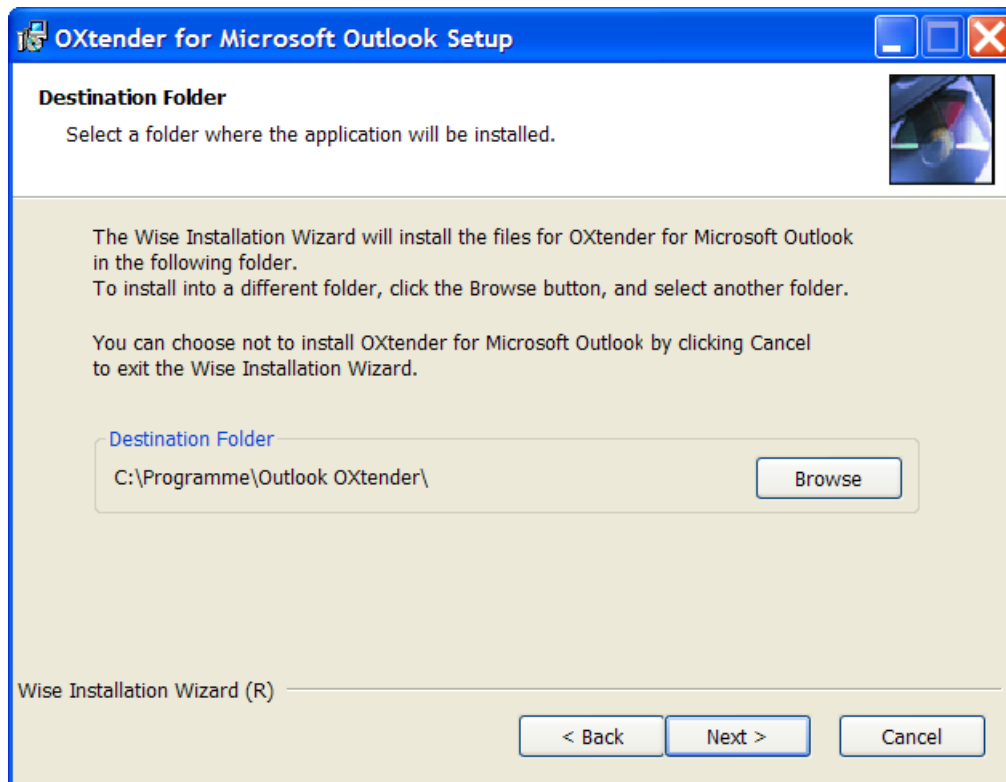 OXtender for Microsoft Outlook Setup
Destination Folder
Select a folder where the application will be installed.
The Wise Installation Wizard will install the files for OXtender for Microsoft Outlook
in the following folder.
To install into a different folder, click the Browse button, and select another folder.
You can choose not to install OXtender for Microsoft Outlook by clicking Cancel
to exit the Wise Installation Wizard.
Destination Folder
C:\Programme\Outlook OXtender\
Browse
Wise Installation Wizard (R)
< Back
Next >
Cancel